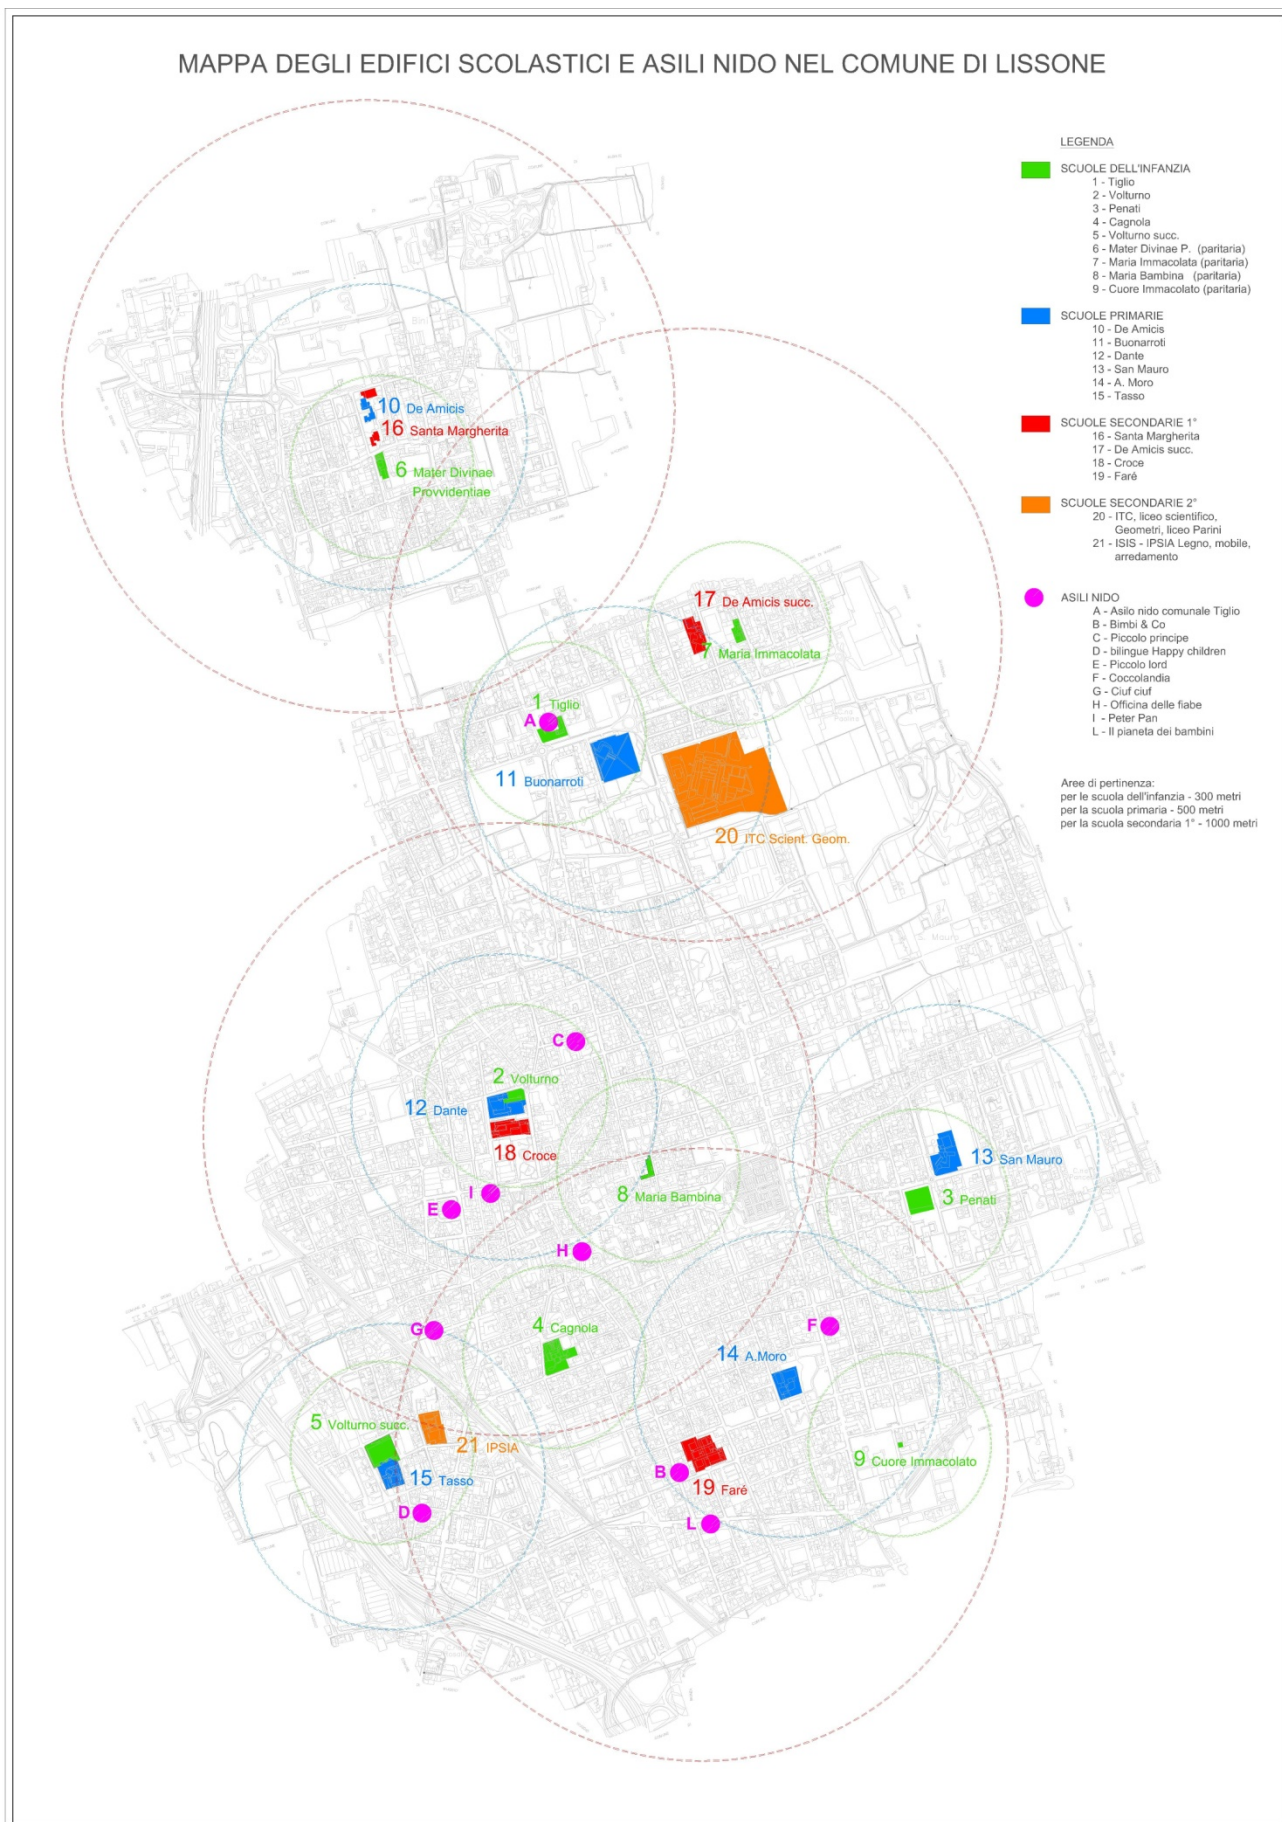 MAPPA DEGLI EDIFICI SCOLASTICI E ASILI NIDO NEL COMUNE DI LISSONE
LEGENDA
SCUOLE DELL'INFANZIA
1 - Tiglio
2 - Volturno
3 - Penati
4 - Cagnola
5 - Volturno succ.
6 - Mater Divinae P. (paritaria)
7 - Maria Immacolata (paritaria)
8 - Maria Bambina (paritaria)
9 - Cuore Immacolato (paritaria)
SCUOLE PRIMARIE
10 - De Amicis
11 - Buonarroti
12 - Dante
13 - San Mauro
14 - A. Moro
15 - Tasso
SCUOLE SECONDARIE 1°
16 - Santa Margherita
17 - De Amicis succ.
18 - Croce
19 - Faré
SCUOLE SECONDARIE 2°
20 - ITC, liceo scientifico,
Geometri, liceo Parini
21 - ISIS - IPSIA Legno, mobile,
arredamento
ASILI NIDO
A - Asilo nido comunale Tiglio
B - Bimbi & Co
C - Piccolo principe
D - bilingue Happy children
E - Piccolo lord
F - Coccolandia
G - Ciuf ciuf
H - Officina delle fiabe
I - Peter Pan
L - Il pianeta dei bambini
Aree di pertinenza:
per le scuola dell'infanzia - 300 metri
per la scuola primaria - 500 metri
per la scuola secondaria 1° - 1000 metri
10 De Amicis
16 Santa Margherita
6 Mater Divinae
Provvidentiae
17 De Amicis succ.
7 Maria Immacolata
1 Tiglio
A
11 Buonarroti
20 ITC Scient. Geom.
C
2 Volturno
12 Dante
18 Croce
13 San Mauro
8 Maria Bambina
3 Penati
I
E
H
4 Cagnola
F
G
14 A.Moro
5 Volturno succ.
21 IPSIA
9 Cuore Immacolato
15 Tasso
B
19 Faré
D
L